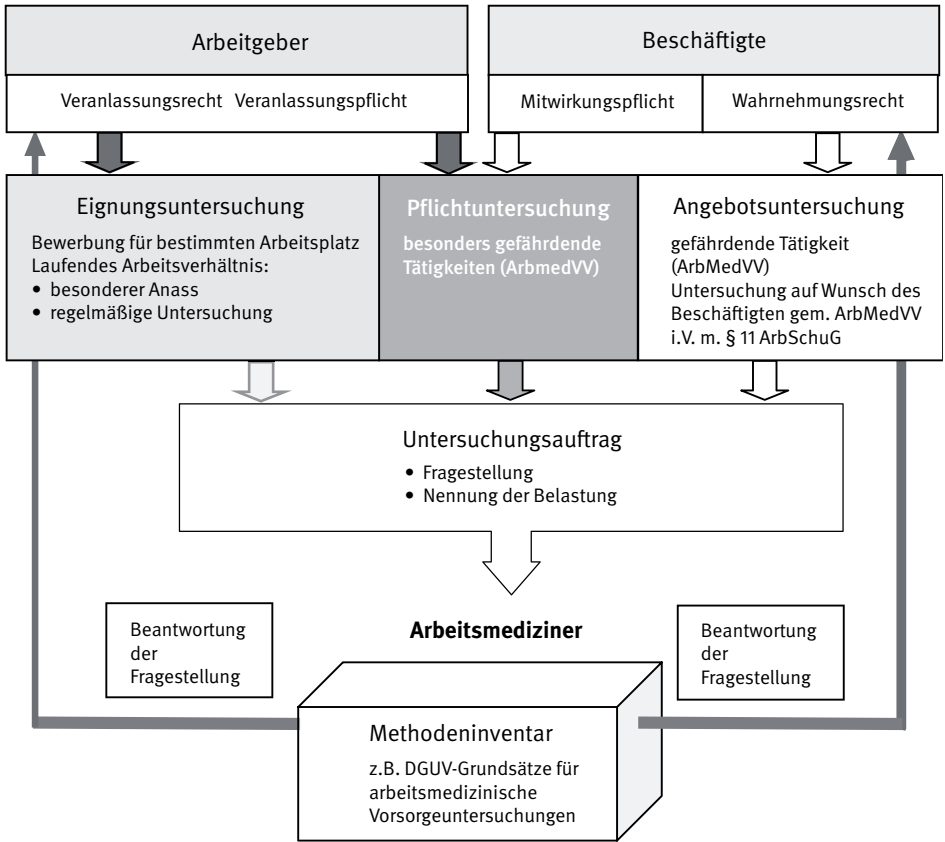 Arbeitgeber
Veranlassungsrecht Veranlassungspflicht
Beschäftigte
Mitwirkungspflicht
Wahrnehmungsrecht
Eignungsuntersuchung
Bewerbung für bestimmten Arbeitsplatz
Laufendes Arbeitsverhältnis:
• besonderer Anass
• regelmäßige Untersuchung
Pflichtuntersuchung
besonders gefährdende
Tätigkeiten (ArbmedVV)
Angebotsuntersuchung
gefährdende Tätigkeit
(ArbMedVV)
Untersuchung auf Wunsch des
Beschäftigten gem. ArbMedVV
i.V. m. § 11 ArbSchuG
Untersuchungsauftrag
• Fragestellung
• Nennung der Belastung
Beantwortung
der
Fragestellung
Arbeitsmediziner
Beantwortung
der
Fragestellung
Methodeninventar
z.B. DGUV-Grundsätze für
arbeitsmedizinische
Vorsorgeuntersuchungen